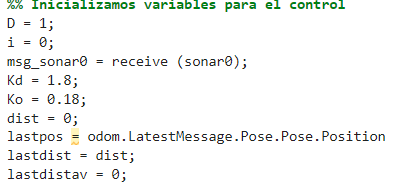 %% Inicializamos variables para el control
D = 1;
i = 0;
msg_sonar0 = receive (sonar0);
Kd = 1.8;
Ko = 0.18;
dist = 0;
lastpos = odom.LatestMessage.Pose.Pose.Position
lastdist = dist;
lastdistav = 0;